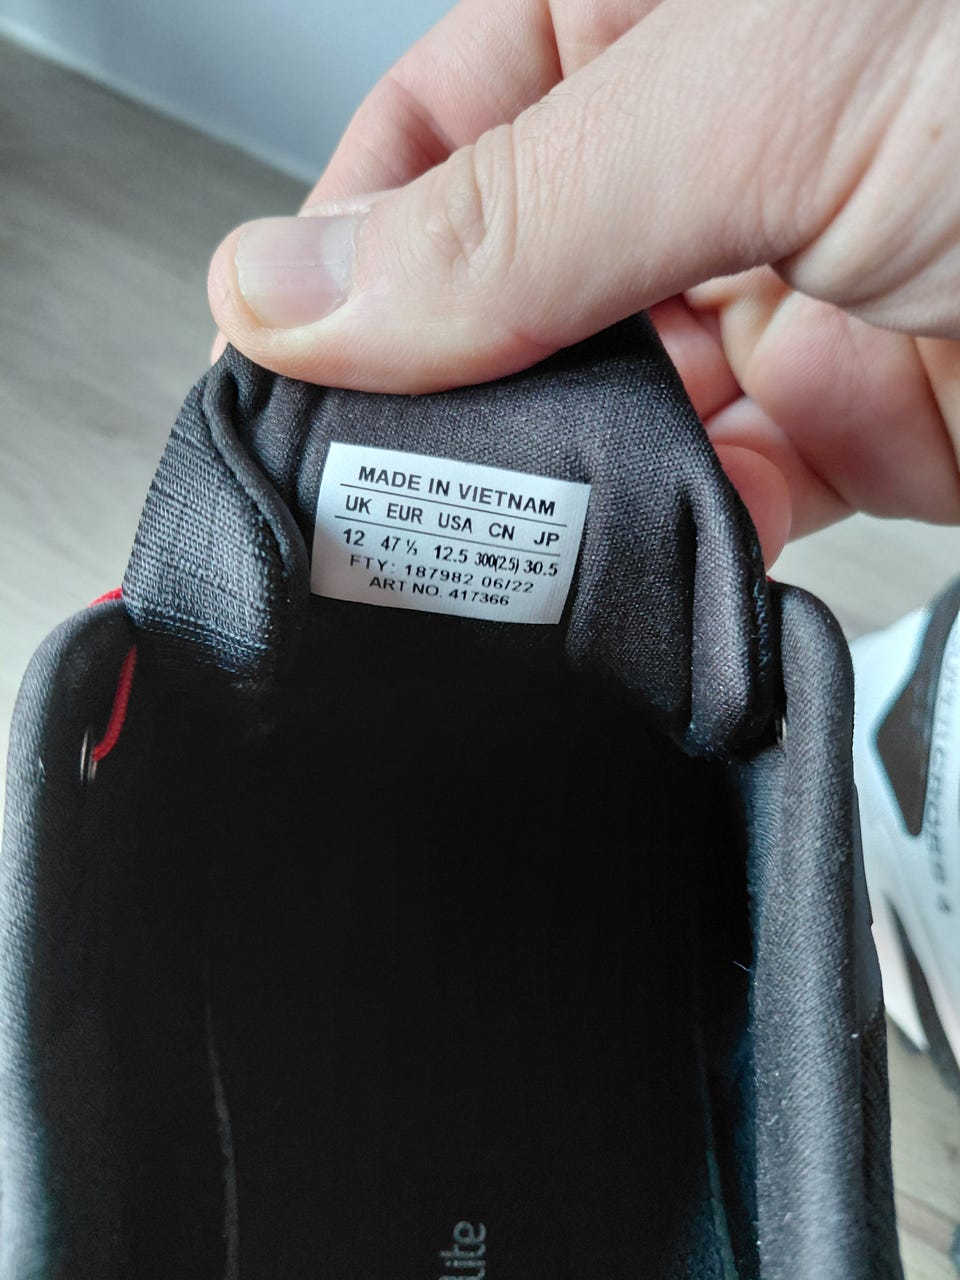 MADE IN VIETNAM
UK EUR USA CN JP
12 47 ⅓ 12.5 300(2.5) 30.5
FTY: 187982 06/22
ART NO. 417366